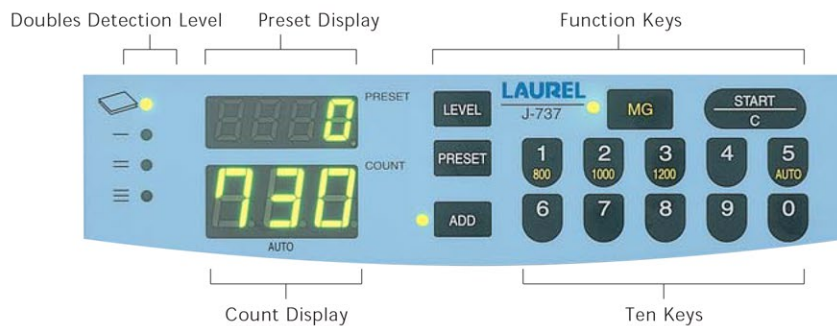 Doubles Detection Level Preset Display Function Keys
0 PRESET
LEVEL LAUREL J-737 MG START C
730 COUNT
PRESET 1 800 2 1000 3 1200 4 5 AUTO
ADD 6 7 8 9 0
AUTO
Count Display Ten Keys